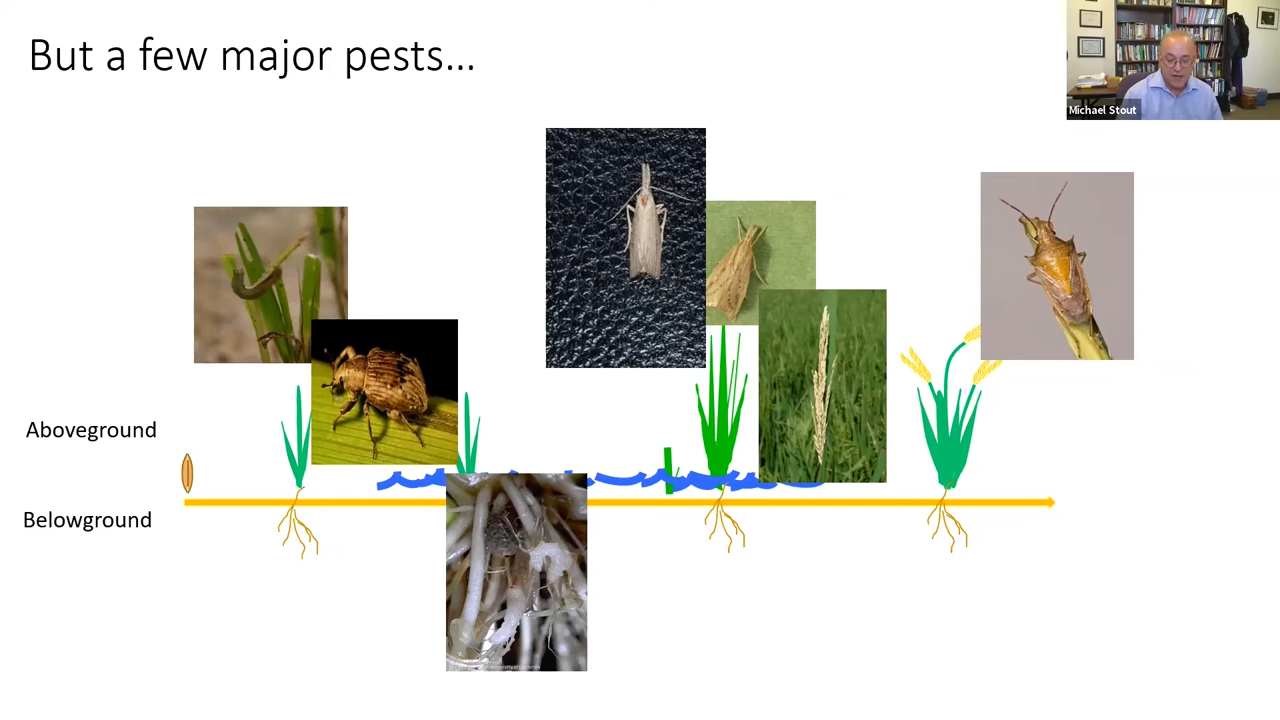 But a few major pests...
Michael Stout
Aboveground
Belowground